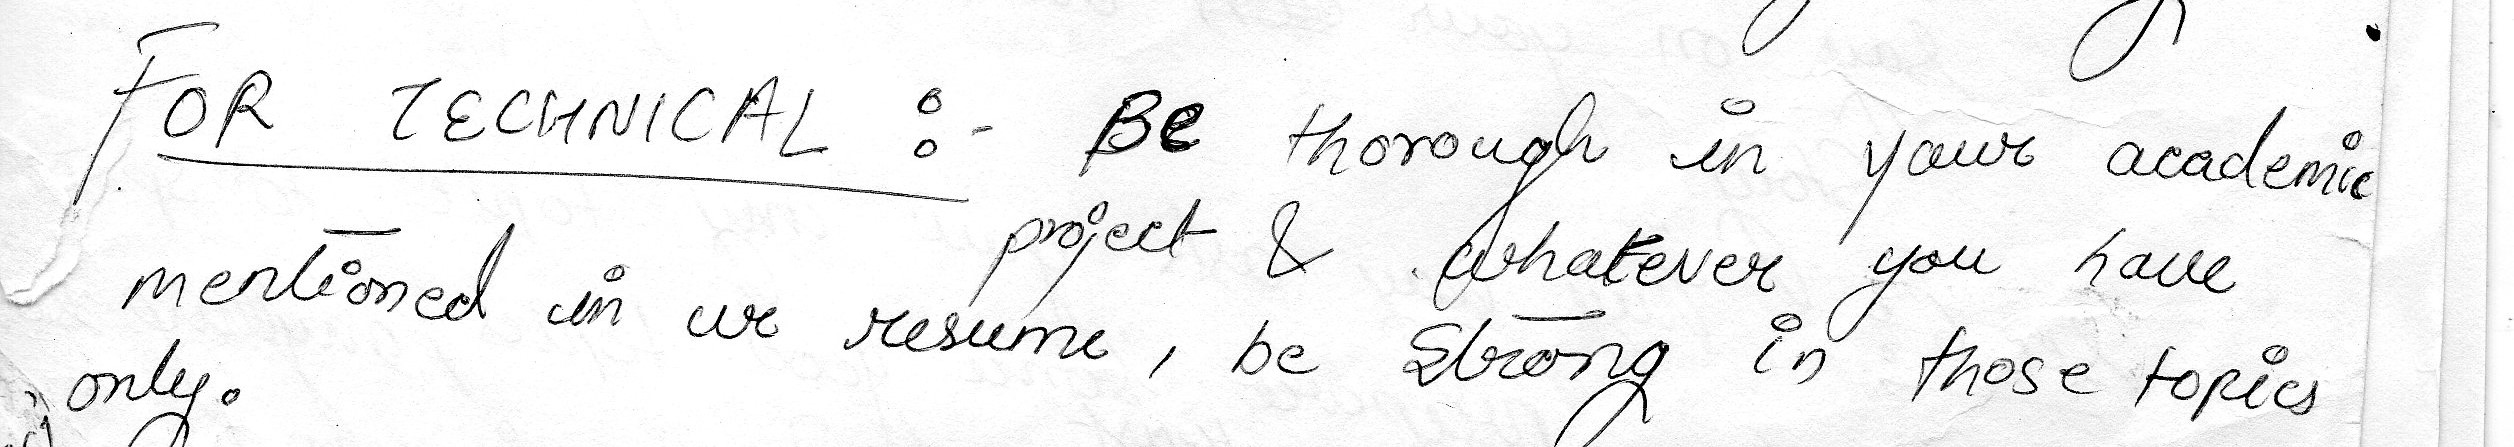 FOR TECHNICAL :- Be thorough in your academic
project & whatever you have
mentioned in ur resume, be strong in those topics
only.